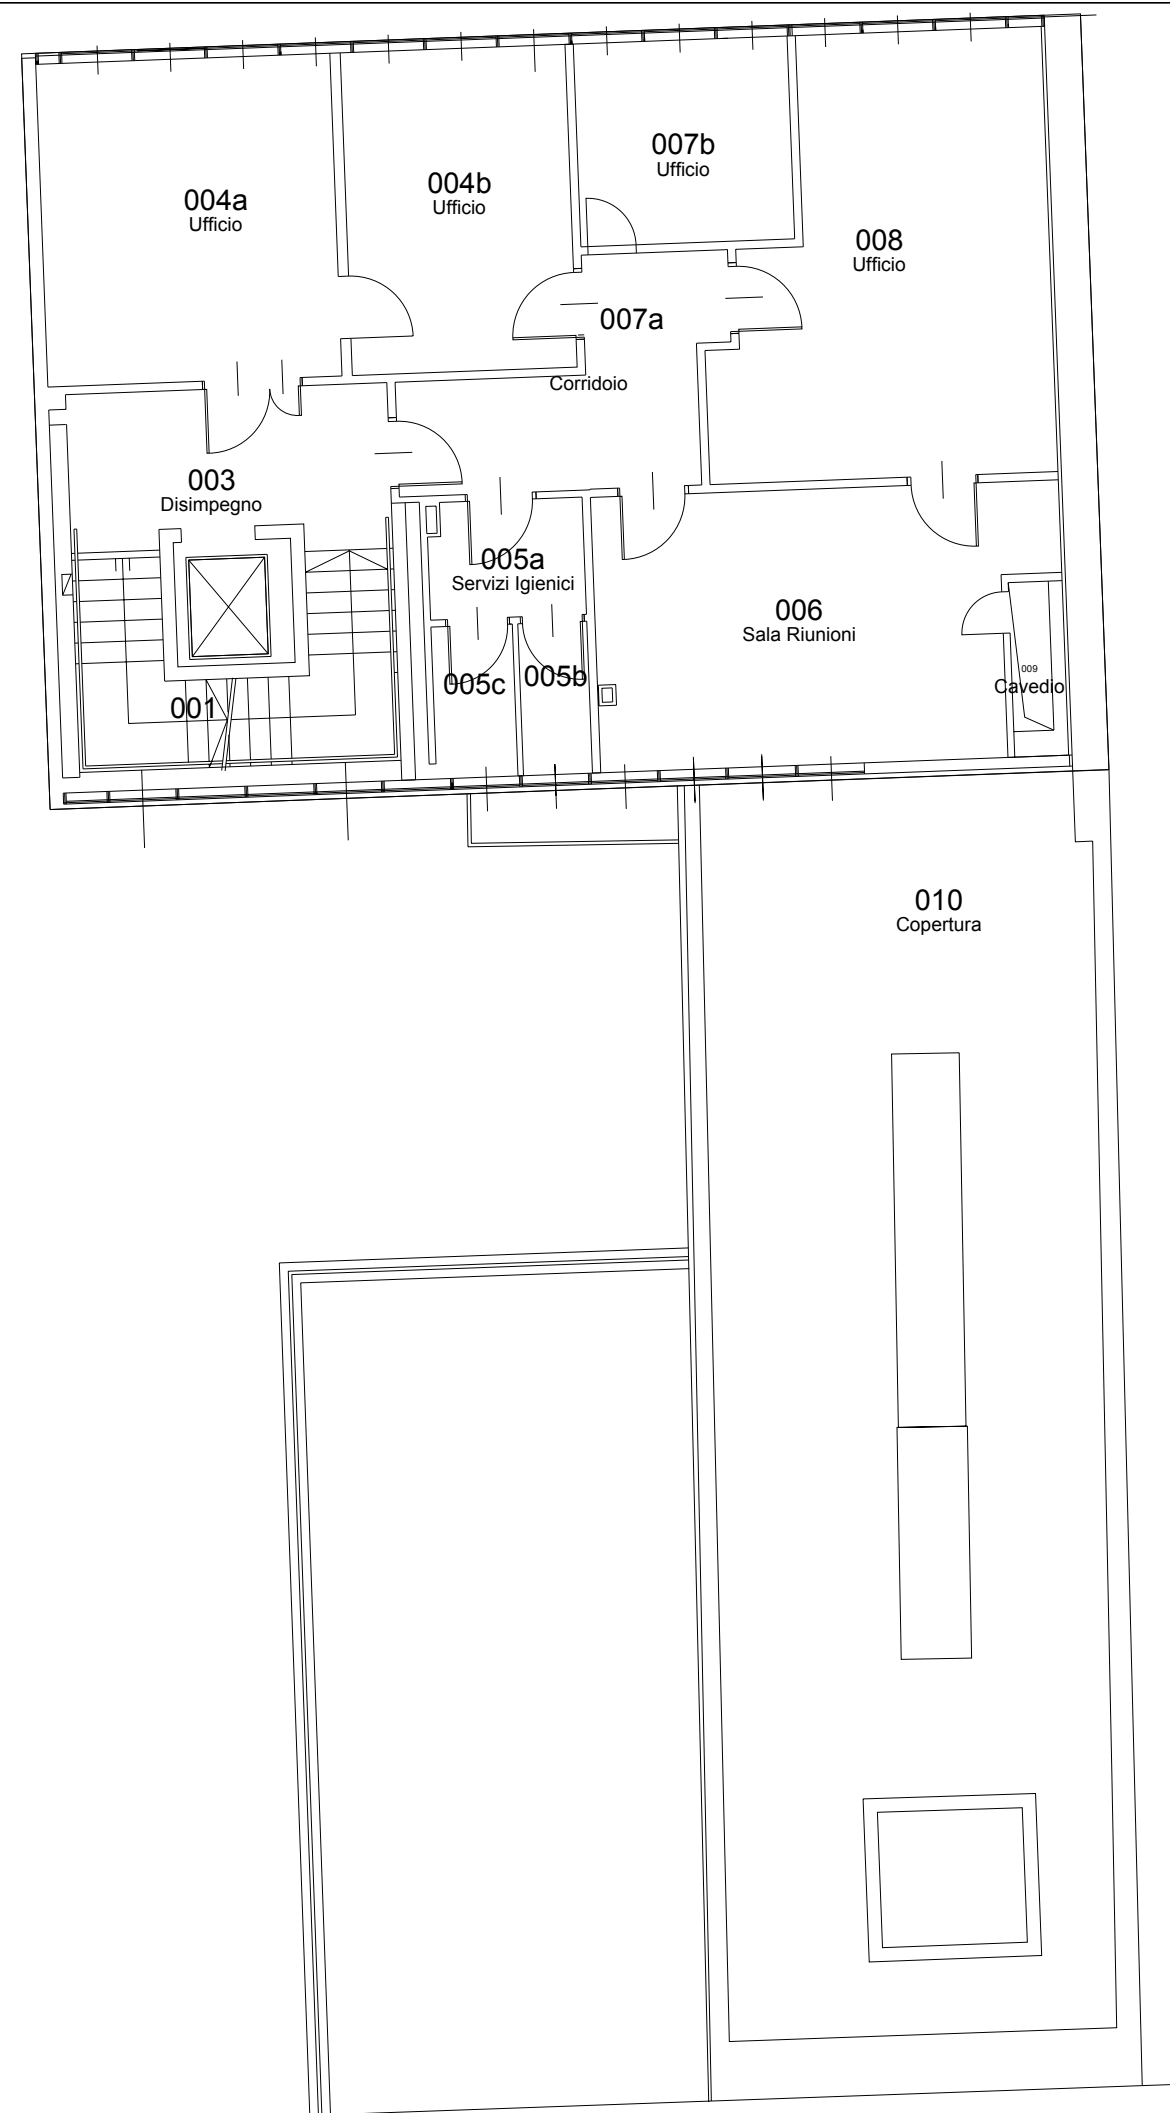 007b
Ufficio
004b
Ufficio
004a
Ufficio
008
Ufficio
007a
Corridoio
003
Disimpegno
005a
Servizi Igienici
006
Sala Riunioni
009
Cavedio
005c
005b
001
010
Copertura